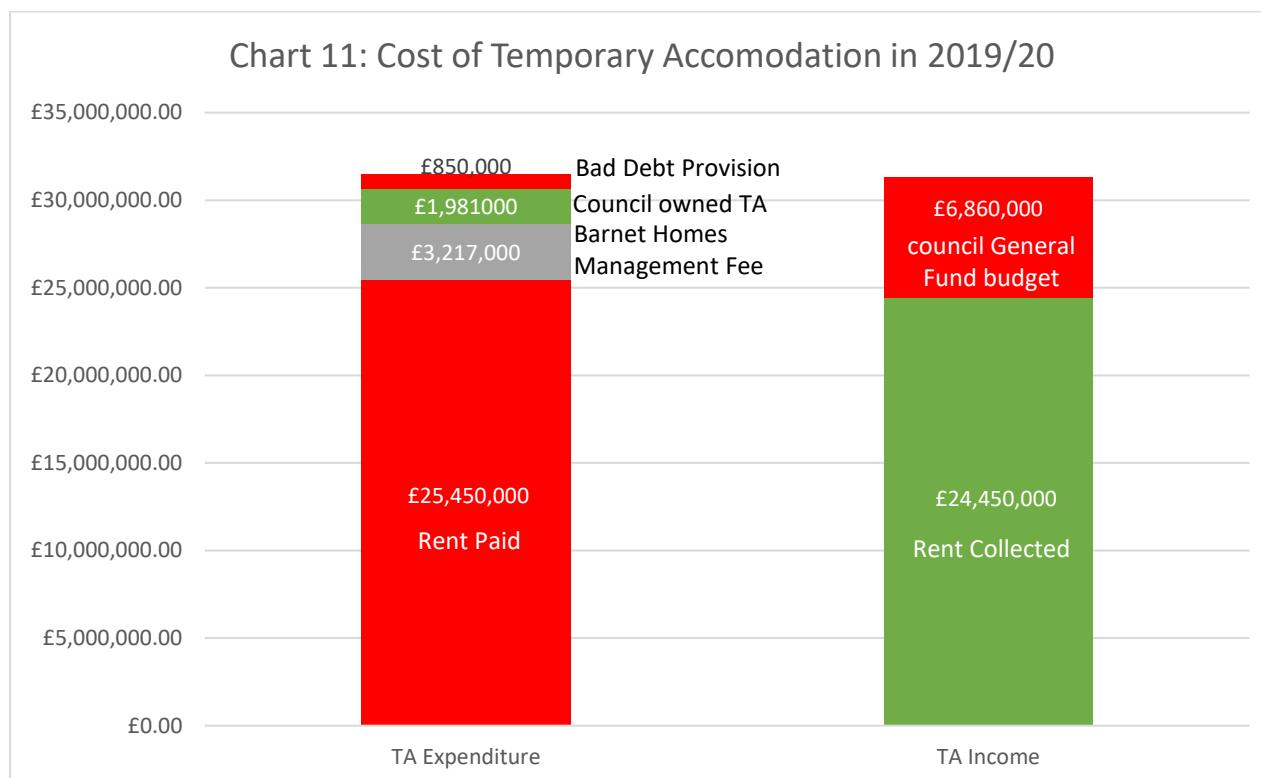 Chart 11: Cost of Temporary Accomodation in 2019/20
£35,000,000.00
£30,000,000.00
£25,000,000.00
£20,000,000.00
£15,000,000.00
£10,000,000.00
£5,000,000.00
£0.00
£850,000 Bad Debt Provision
£1,981000 Council owned TA
£3,217,000 Barnet Homes
Management Fee
£25,450,000
Rent Paid
£6,860,000
council General
Fund budget
£24,450,000
Rent Collected
TA Expenditure
TA Income